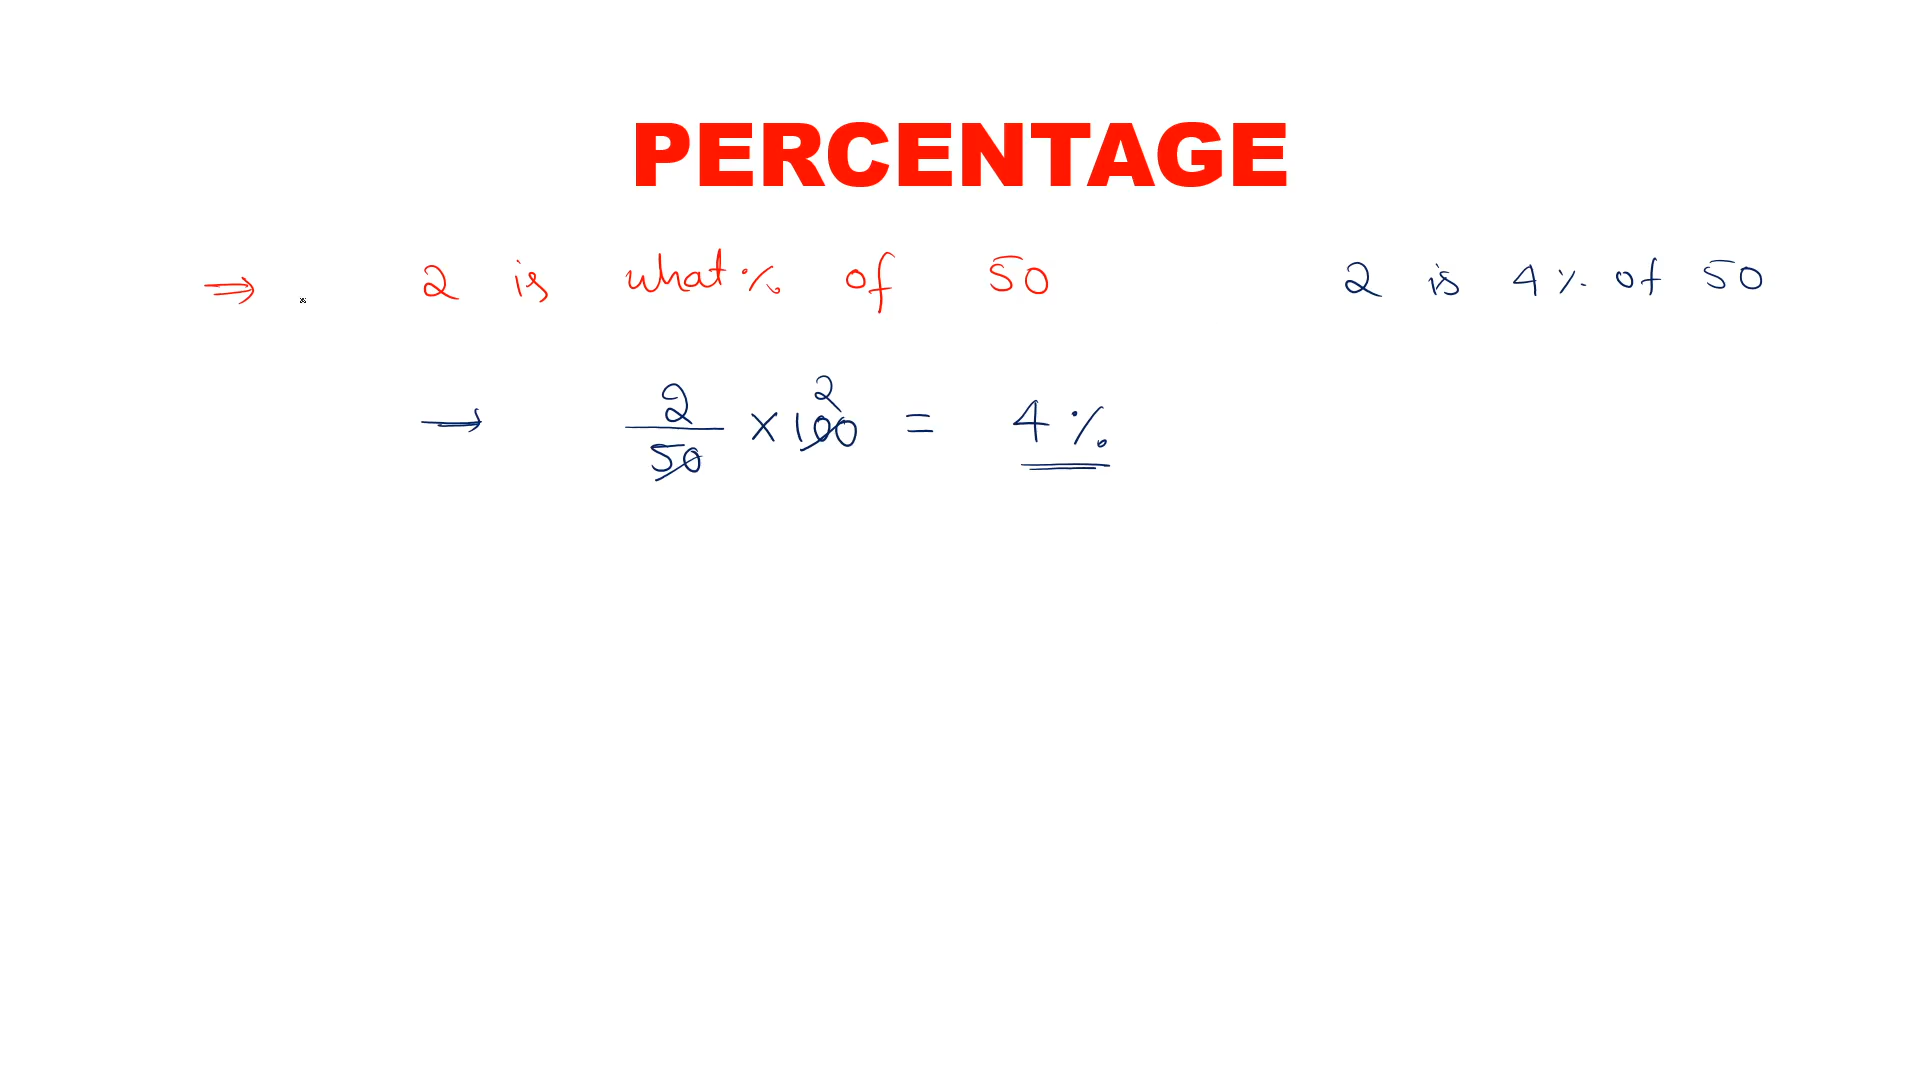 PERCENTAGE
⇒ 2 is what % of 50 2 is 4% of 50
→ 2/50 × 100 2 = 4%